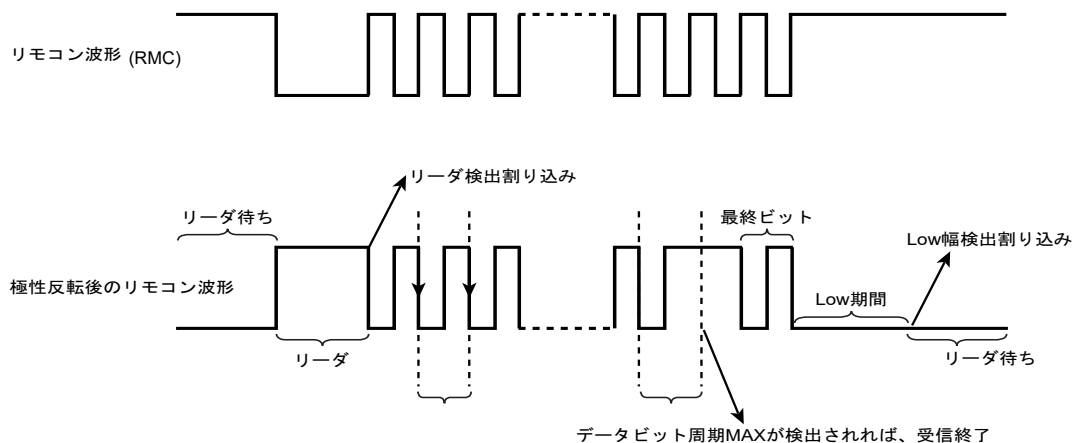 リモコン波形 (RMC)
リーダ検出割り込み
リーダ待ち
最終ビット
Low幅検出割り込み
極性反転後のリモコン波形
Low期間
リーダ
リーダ待ち
データビット周期MAXが検出されれば、受信終了